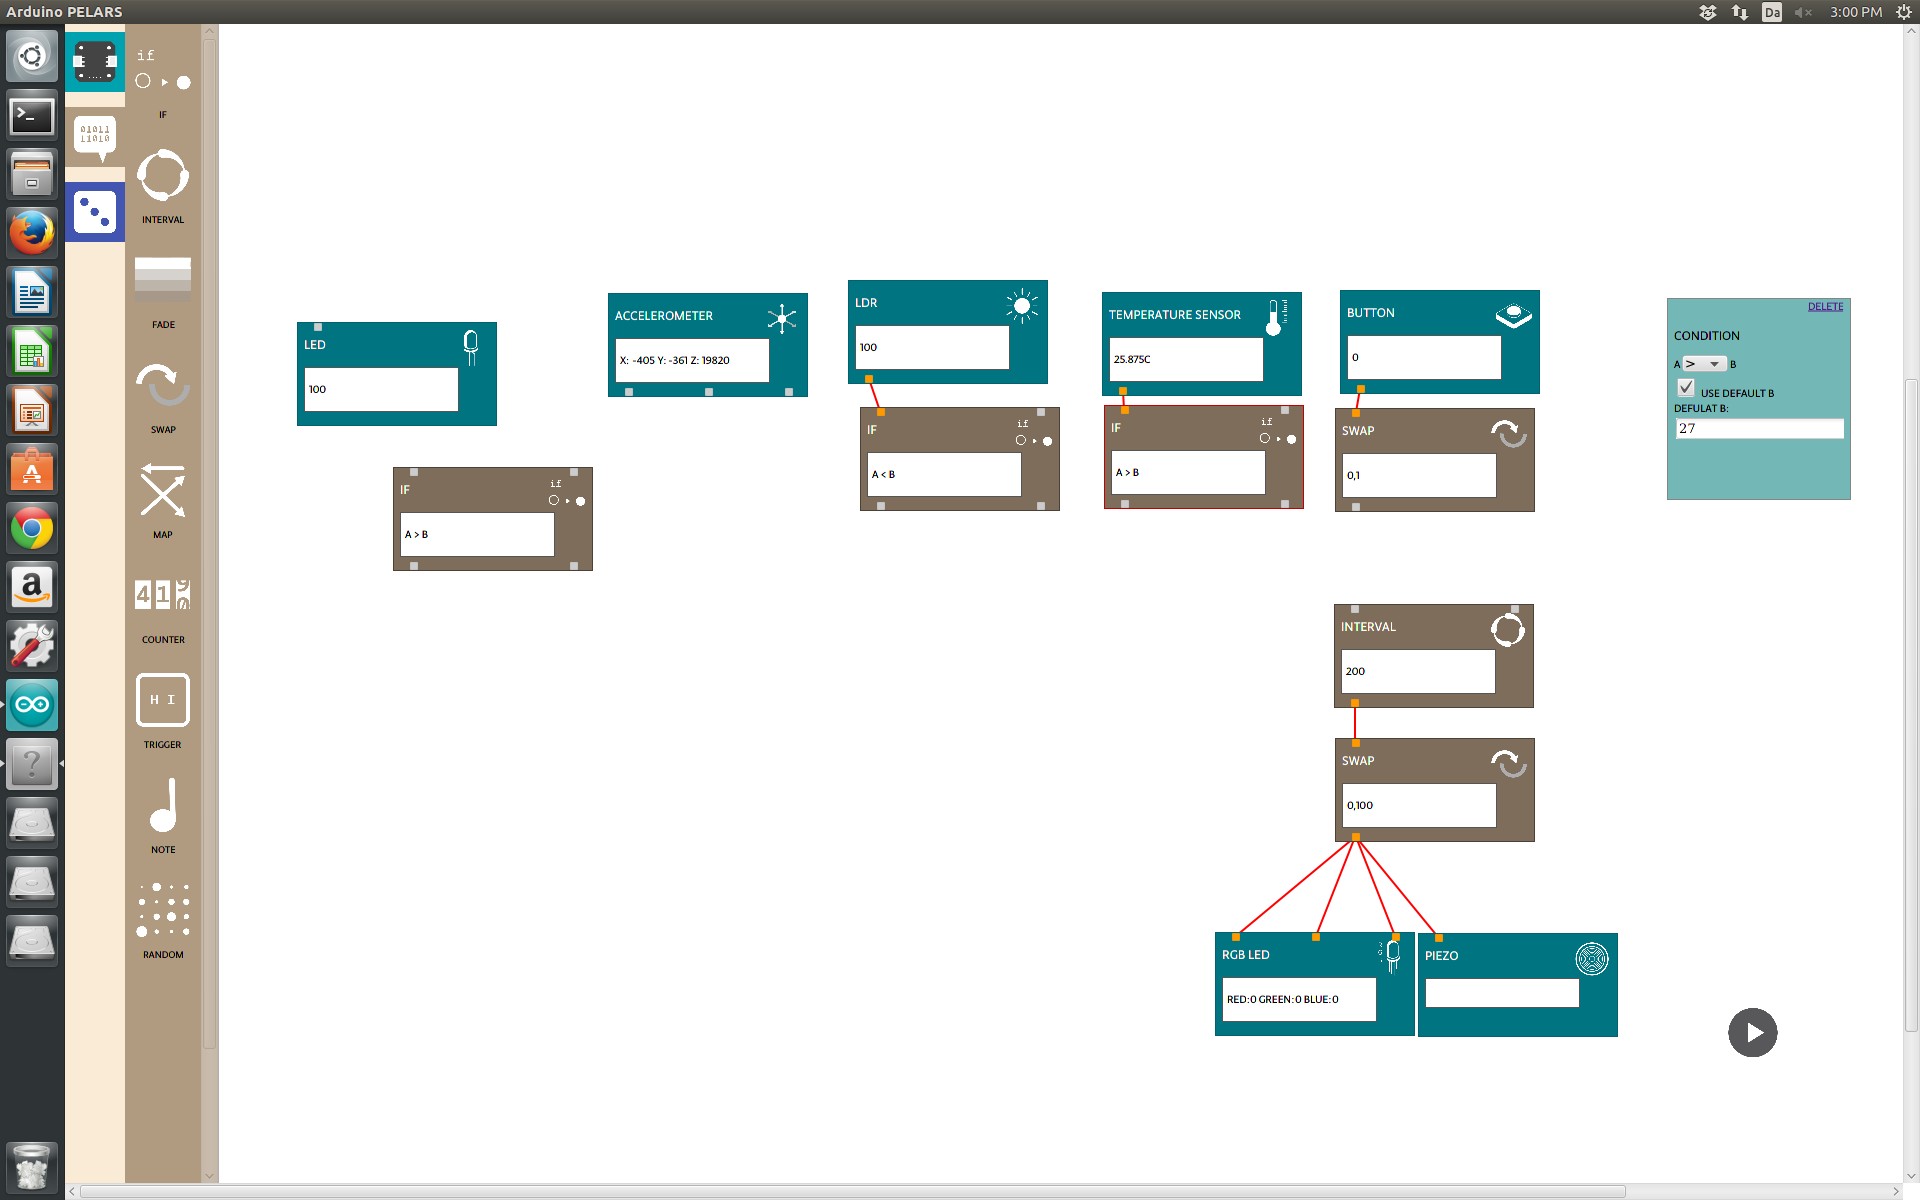 Arduino PELARS
Da
3:00 PM
if
IF
01011
11010
INTERVAL
FADE
SWAP
MAP
419
0
COUNTER
H I
TRIGGER
NOTE
RANDOM
LED
100
ACCELEROMETER
X: -405 Y: -361 Z: 19820
LDR
100
TEMPERATURE SENSOR
25.875C
BUTTON
0
DELETE
CONDITION
A > B
USE DEFAULT B
DEFULAT B:
27
IF
if
A < B
IF
if
A > B
SWAP
0,1
IF
if
A > B
INTERVAL
200
SWAP
0,100
RGB LED
RED:0 GREEN:0 BLUE:0
PIEZO